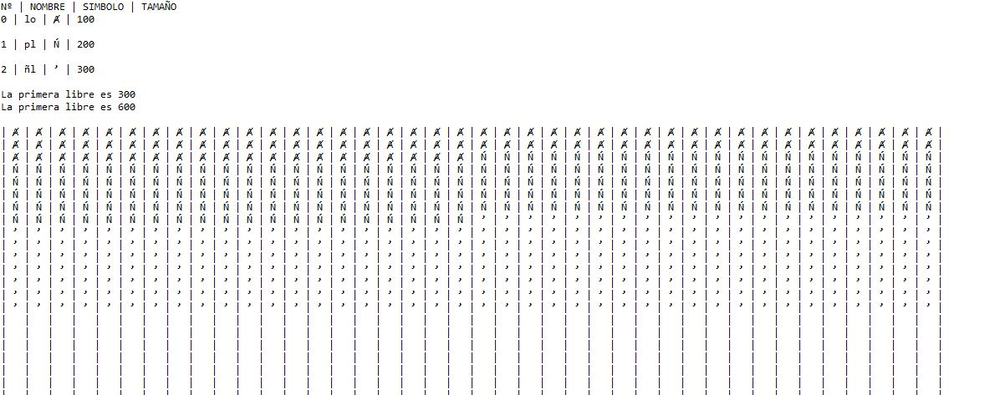 Nº | NOMBRE | SIMBOLO | TAMAÑO
0 | lo | Ⱥ | 100
1 | pl | Ń | 200
2 | ñl | ʼ | 300
La primera libre es 300
La primera libre es 600
| Ⱥ | Ⱥ | Ⱥ | Ⱥ | Ⱥ | Ⱥ | Ⱥ | Ⱥ | Ⱥ | Ⱥ | Ⱥ | Ⱥ | Ⱥ | Ⱥ | Ⱥ | Ⱥ | Ⱥ | Ⱥ | Ⱥ | Ⱥ | Ⱥ | Ⱥ | Ⱥ | Ⱥ | Ⱥ | Ⱥ | Ⱥ | Ⱥ | Ⱥ | Ⱥ | Ⱥ | Ⱥ | Ⱥ | Ⱥ | Ⱥ | Ⱥ | Ⱥ | Ⱥ | Ⱥ | Ⱥ |
| Ⱥ | Ⱥ | Ⱥ | Ⱥ | Ⱥ | Ⱥ | Ⱥ | Ⱥ | Ⱥ | Ⱥ | Ⱥ | Ⱥ | Ⱥ | Ⱥ | Ⱥ | Ⱥ | Ⱥ | Ⱥ | Ⱥ | Ⱥ | Ⱥ | Ⱥ | Ⱥ | Ⱥ | Ⱥ | Ⱥ | Ⱥ | Ⱥ | Ⱥ | Ⱥ | Ⱥ | Ⱥ | Ⱥ | Ⱥ | Ⱥ | Ⱥ | Ⱥ | Ⱥ | Ⱥ | Ⱥ |
| Ⱥ | Ⱥ | Ⱥ | Ⱥ | Ⱥ | Ⱥ | Ⱥ | Ⱥ | Ⱥ | Ⱥ | Ⱥ | Ⱥ | Ⱥ | Ⱥ | Ⱥ | Ⱥ | Ⱥ | Ⱥ | Ⱥ | Ⱥ | Ń | Ń | Ń | Ń | Ń | Ń | Ń | Ń | Ń | Ń | Ń | Ń | Ń | Ń | Ń | Ń | Ń | Ń | Ń | Ń |
| Ń | Ń | Ń | Ń | Ń | Ń | Ń | Ń | Ń | Ń | Ń | Ń | Ń | Ń | Ń | Ń | Ń | Ń | Ń | Ń | Ń | Ń | Ń | Ń | Ń | Ń | Ń | Ń | Ń | Ń | Ń | Ń | Ń | Ń | Ń | Ń | Ń | Ń | Ń | Ń |
| Ń | Ń | Ń | Ń | Ń | Ń | Ń | Ń | Ń | Ń | Ń | Ń | Ń | Ń | Ń | Ń | Ń | Ń | Ń | Ń | Ń | Ń | Ń | Ń | Ń | Ń | Ń | Ń | Ń | Ń | Ń | Ń | Ń | Ń | Ń | Ń | Ń | Ń | Ń | Ń |
| Ń | Ń | Ń | Ń | Ń | Ń | Ń | Ń | Ń | Ń | Ń | Ń | Ń | Ń | Ń | Ń | Ń | Ń | Ń | Ń | Ń | Ń | Ń | Ń | Ń | Ń | Ń | Ń | Ń | Ń | Ń | Ń | Ń | Ń | Ń | Ń | Ń | Ń | Ń | Ń |
| Ń | Ń | Ń | Ń | Ń | Ń | Ń | Ń | Ń | Ń | Ń | Ń | Ń | Ń | Ń | Ń | Ń | Ń | Ń | Ń | Ń | Ń | Ń | Ń | Ń | Ń | Ń | Ń | Ń | Ń | Ń | Ń | Ń | Ń | Ń | Ń | Ń | Ń | Ń | Ń |
| Ń | Ń | Ń | Ń | Ń | Ń | Ń | Ń | Ń | Ń | Ń | Ń | Ń | Ń | Ń | Ń | Ń | Ń | Ń | Ń | ʼ | ʼ | ʼ | ʼ | ʼ | ʼ | ʼ | ʼ | ʼ | ʼ | ʼ | ʼ | ʼ | ʼ | ʼ | ʼ | ʼ | ʼ | ʼ | ʼ |
| ʼ | ʼ | ʼ | ʼ | ʼ | ʼ | ʼ | ʼ | ʼ | ʼ | ʼ | ʼ | ʼ | ʼ | ʼ | ʼ | ʼ | ʼ | ʼ | ʼ | ʼ | ʼ | ʼ | ʼ | ʼ | ʼ | ʼ | ʼ | ʼ | ʼ | ʼ | ʼ | ʼ | ʼ | ʼ | ʼ | ʼ | ʼ | ʼ | ʼ |
| ʼ | ʼ | ʼ | ʼ | ʼ | ʼ | ʼ | ʼ | ʼ | ʼ | ʼ | ʼ | ʼ | ʼ | ʼ | ʼ | ʼ | ʼ | ʼ | ʼ | ʼ | ʼ | ʼ | ʼ | ʼ | ʼ | ʼ | ʼ | ʼ | ʼ | ʼ | ʼ | ʼ | ʼ | ʼ | ʼ | ʼ | ʼ | ʼ | ʼ |
| ʼ | ʼ | ʼ | ʼ | ʼ | ʼ | ʼ | ʼ | ʼ | ʼ | ʼ | ʼ | ʼ | ʼ | ʼ | ʼ | ʼ | ʼ | ʼ | ʼ | ʼ | ʼ | ʼ | ʼ | ʼ | ʼ | ʼ | ʼ | ʼ | ʼ | ʼ | ʼ | ʼ | ʼ | ʼ | ʼ | ʼ | ʼ | ʼ | ʼ |
| ʼ | ʼ | ʼ | ʼ | ʼ | ʼ | ʼ | ʼ | ʼ | ʼ | ʼ | ʼ | ʼ | ʼ | ʼ | ʼ | ʼ | ʼ | ʼ | ʼ | ʼ | ʼ | ʼ | ʼ | ʼ | ʼ | ʼ | ʼ | ʼ | ʼ | ʼ | ʼ | ʼ | ʼ | ʼ | ʼ | ʼ | ʼ | ʼ | ʼ |
| ʼ | ʼ | ʼ | ʼ | ʼ | ʼ | ʼ | ʼ | ʼ | ʼ | ʼ | ʼ | ʼ | ʼ | ʼ | ʼ | ʼ | ʼ | ʼ | ʼ | ʼ | ʼ | ʼ | ʼ | ʼ | ʼ | ʼ | ʼ | ʼ | ʼ | ʼ | ʼ | ʼ | ʼ | ʼ | ʼ | ʼ | ʼ | ʼ | ʼ |
| ʼ | ʼ | ʼ | ʼ | ʼ | ʼ | ʼ | ʼ | ʼ | ʼ | ʼ | ʼ | ʼ | ʼ | ʼ | ʼ | ʼ | ʼ | ʼ | ʼ | ʼ | ʼ | ʼ | ʼ | ʼ | ʼ | ʼ | ʼ | ʼ | ʼ | ʼ | ʼ | ʼ | ʼ | ʼ | ʼ | ʼ | ʼ | ʼ | ʼ |
| ʼ | ʼ | ʼ | ʼ | ʼ | ʼ | ʼ | ʼ | ʼ | ʼ | ʼ | ʼ | ʼ | ʼ | ʼ | ʼ | ʼ | ʼ | ʼ | ʼ | ʼ | ʼ | ʼ | ʼ | ʼ | ʼ | ʼ | ʼ | ʼ | ʼ | ʼ | ʼ | ʼ | ʼ | ʼ | ʼ | ʼ | ʼ | ʼ | ʼ |